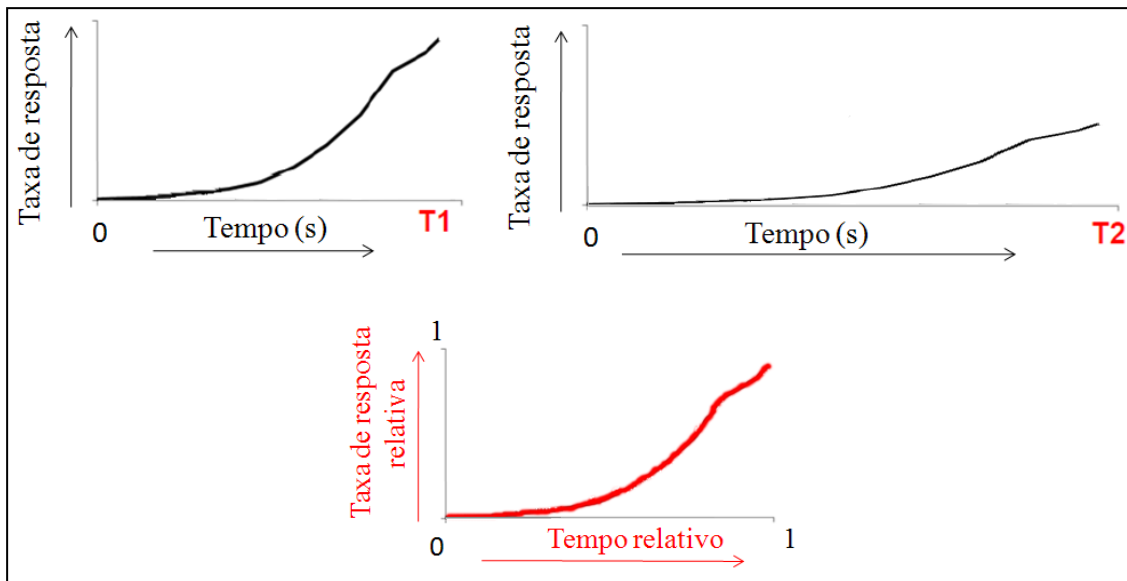 Taxa de resposta
0
Tempo (s)
T1
Taxa de resposta
0
Tempo (s)
T2
1
Taxa de resposta
relativa
0
Tempo relativo
1